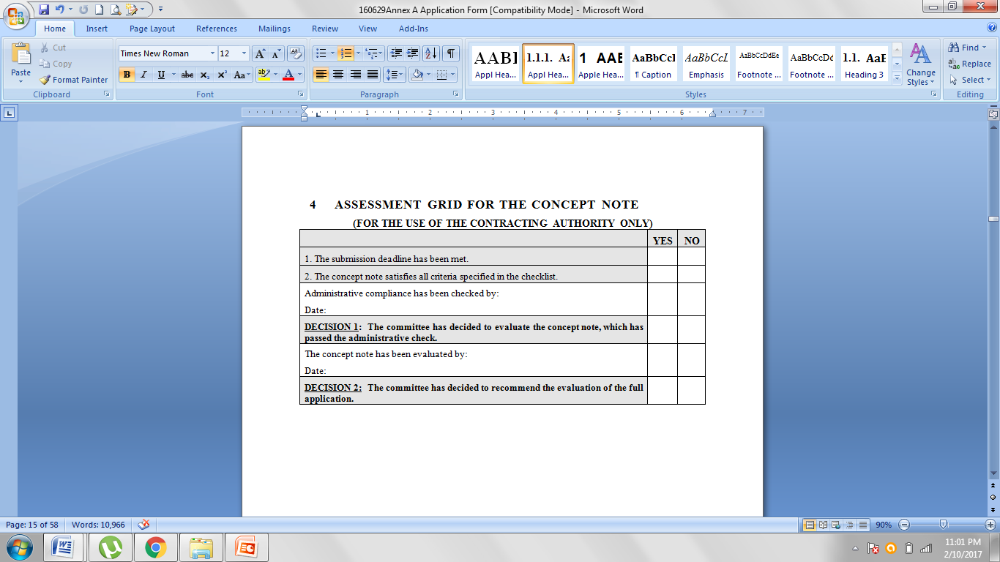 160629Annex A Application Form [Compatibility Mode] - Microsoft Word
Home Insert Page Layout References Mailings Review View Add-Ins
Paste
Cut
Copy
Format Painter
Clipboard
Times New Roman 12
B I U abc x₂ x² Aa
Font
Paragraph
AABI 1.1.1. Aa 1 AAB AaBbCcI AaBbCcL AaBbCcDdEe AaBbCcDd 1.1. AaB
Appl Hea... Appl Hea... Apple Hea... ¶ Caption Emphasis Footnote ... Footnote ... Heading 3
Change Styles
Styles
Find
Replace
Select
Editing
1 2 3 4 5 6 7
4 ASSESSMENT GRID FOR THE CONCEPT NOTE
(FOR THE USE OF THE CONTRACTING AUTHORITY ONLY)
YES NO
1. The submission deadline has been met.
2. The concept note satisfies all criteria specified in the checklist.
Administrative compliance has been checked by:
Date:
DECISION 1: The committee has decided to evaluate the concept note, which has
passed the administrative check.
The concept note has been evaluated by:
Date:
DECISION 2: The committee has decided to recommend the evaluation of the full
application.
Page: 15 of 58 Words: 10,966 90%
11:01 PM
2/10/2017